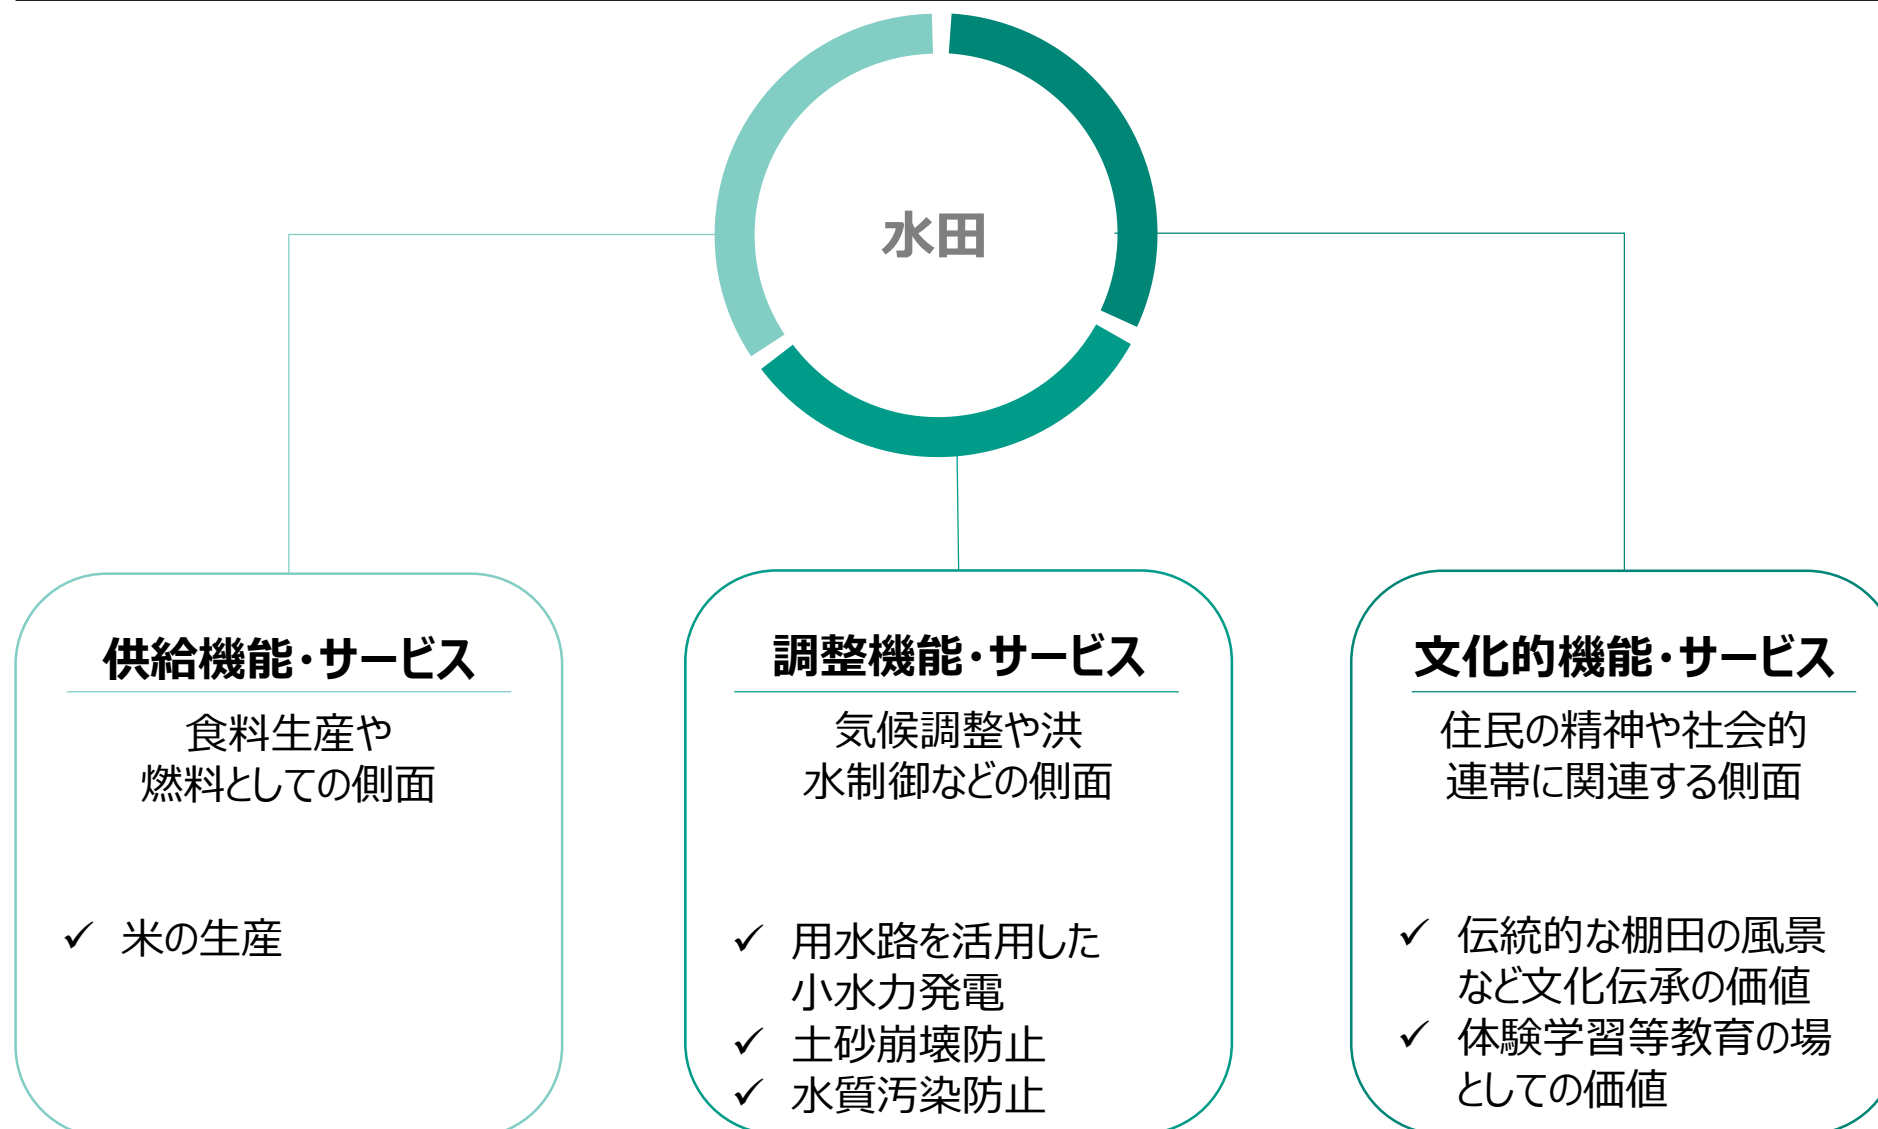 水田
供給機能・サービス
食料生産や
燃料としての側面
✓ 米の生産
調整機能・サービス
気候調整や洪
水制御などの側面
✓ 用水路を活用した
小水力発電
✓ 土砂崩壊防止
✓ 水質汚染防止
文化的機能・サービス
住民の精神や社会的
連帯に関連する側面
✓ 伝統的な棚田の風景
など文化伝承の価値
✓ 体験学習等教育の場
としての価値